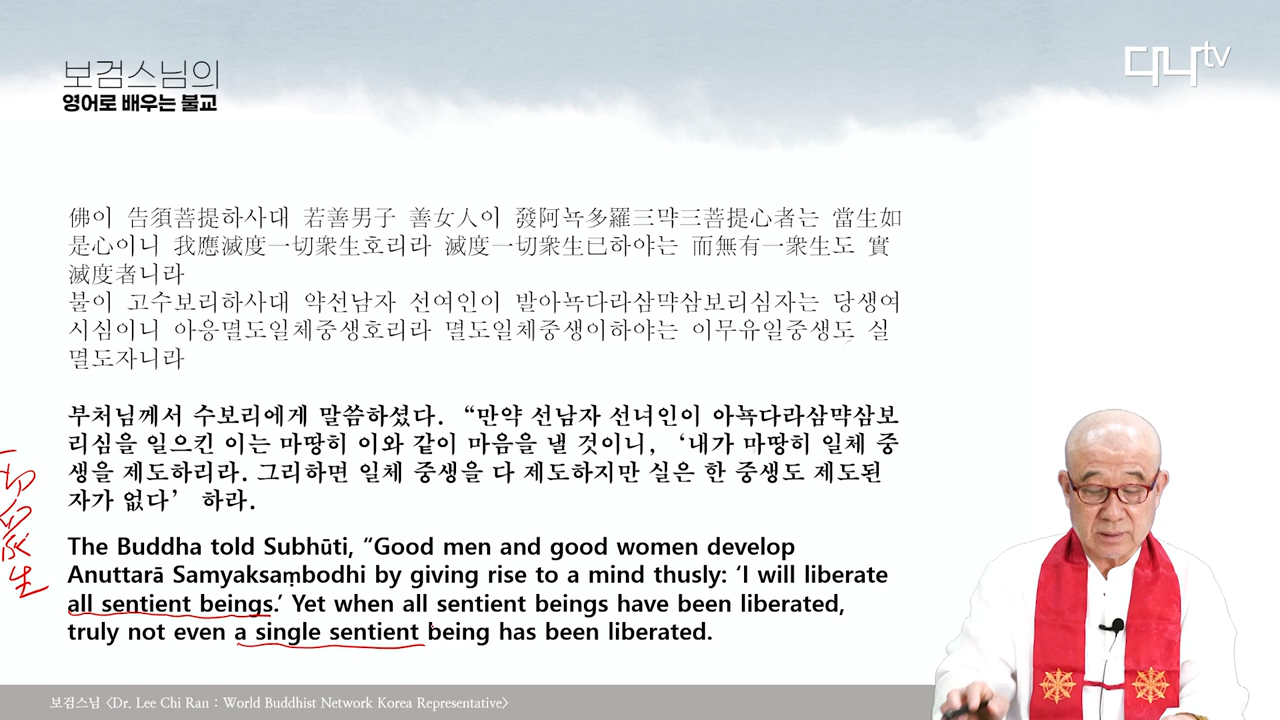 보검스님의
영어로 배우는 불교
다나tv
佛이 告須菩提하사대 若善男子 善女人이 發阿뇩多羅三먁三菩提心者는 當生如
是心이니 我應滅度一切衆生호리라 滅度一切衆生已하야는 而無有一衆生도 實
滅度者니라
불이 고수보리하사대 약선남자 선여인이 발아뇩다라삼먁삼보리심자는 당생여
시심이니 아응멸도일체중생호리라 멸도일체중생이하야는 이무유일중생도 실
멸도자니라
부처님께서 수보리에게 말씀하셨다. “만약 선남자 선녀인이 아뇩다라삼먁삼보
리심을 일으킨 이는 마땅히 이와 같이 마음을 낼 것이니, ‘내가 마땅히 일체 중
생을 제도하리라. 그리하면 일체 중생을 다 제도하지만 실은 한 중생도 제도된
자가 없다’ 하라.
The Buddha told Subhūti, “Good men and good women develop
Anuttarā Samyaksaṃbodhi by giving rise to a mind thusly: ‘I will liberate
all sentient beings.’ Yet when all sentient beings have been liberated,
truly not even a single sentient being has been liberated.
一切衆生
보검스님 <Dr. Lee Chi Ran : World Buddhist Network Korea Representative>